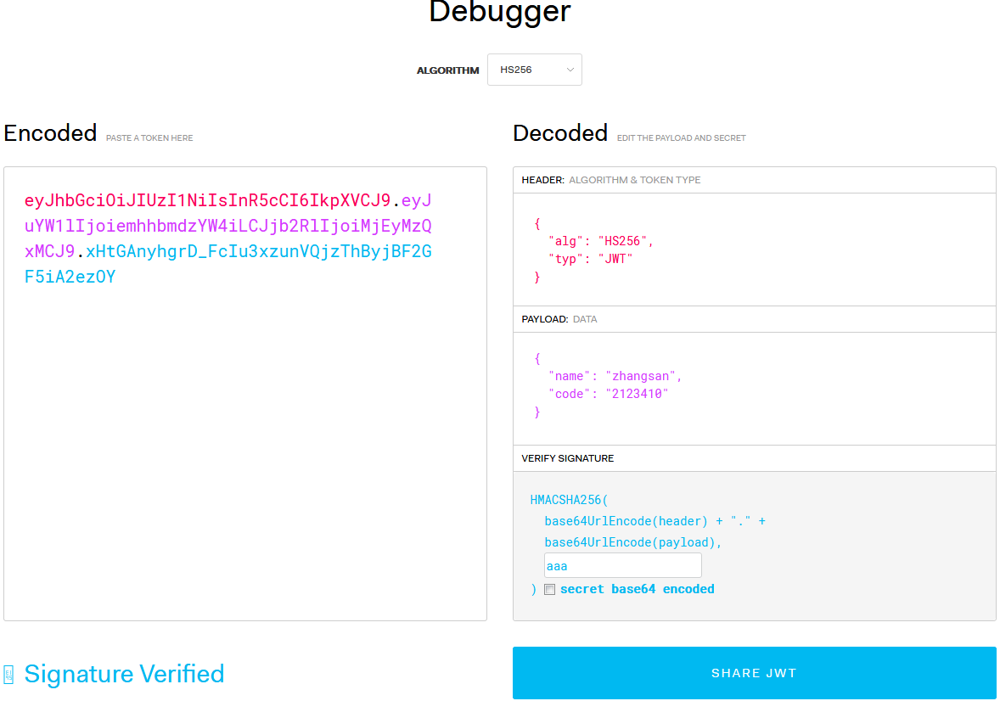 Debugger
ALGORITHM HS256
Encoded PASTE A TOKEN HERE
eyJhbGciOiJIUzI1NiIsInR5cCI6IkpXVCJ9.eyJ
uYW1lIjoiemhhbmdzYW4iLCJjb2RlIjoiMjEyMzQ
xMCJ9.xHtGAnyhgrD_FcIu3xzunVQjzThByjBF2G
F5iA2ezOY
Signature Verified
Decoded EDIT THE PAYLOAD AND SECRET
HEADER: ALGORITHM & TOKEN TYPE
{
"alg": "HS256",
"typ": "JWT"
}
PAYLOAD: DATA
{
"name": "zhangsan",
"code": "2123410"
}
VERIFY SIGNATURE
HMACSHA256(
base64UrlEncode(header) + "." +
base64UrlEncode(payload),
aaa
) secret base64 encoded
SHARE JWT